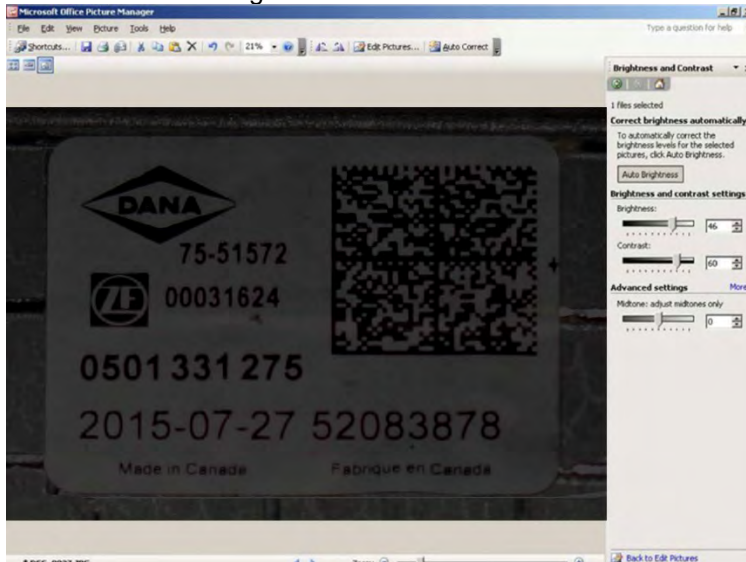 Microsoft Office Picture Manager
File Edit View Picture Tools Help
Type a question for help
Shortcuts... 21% Edit Pictures... Auto Correct
Brightness and Contrast
1 files selected
Correct brightness automatically
To automatically correct the
brightness levels for the selected
pictures, click Auto Brightness.
Auto Brightness
Brightness and contrast settings
Brightness:
46
Contrast:
60
Advanced settings
More
Midtone: adjust midtones only
0
Back to Edit Pictures
DANA
75-51572
ZF 00031624
0501 331 275
2015-07-27 52083878
Made in Canada Fabrique en Canada